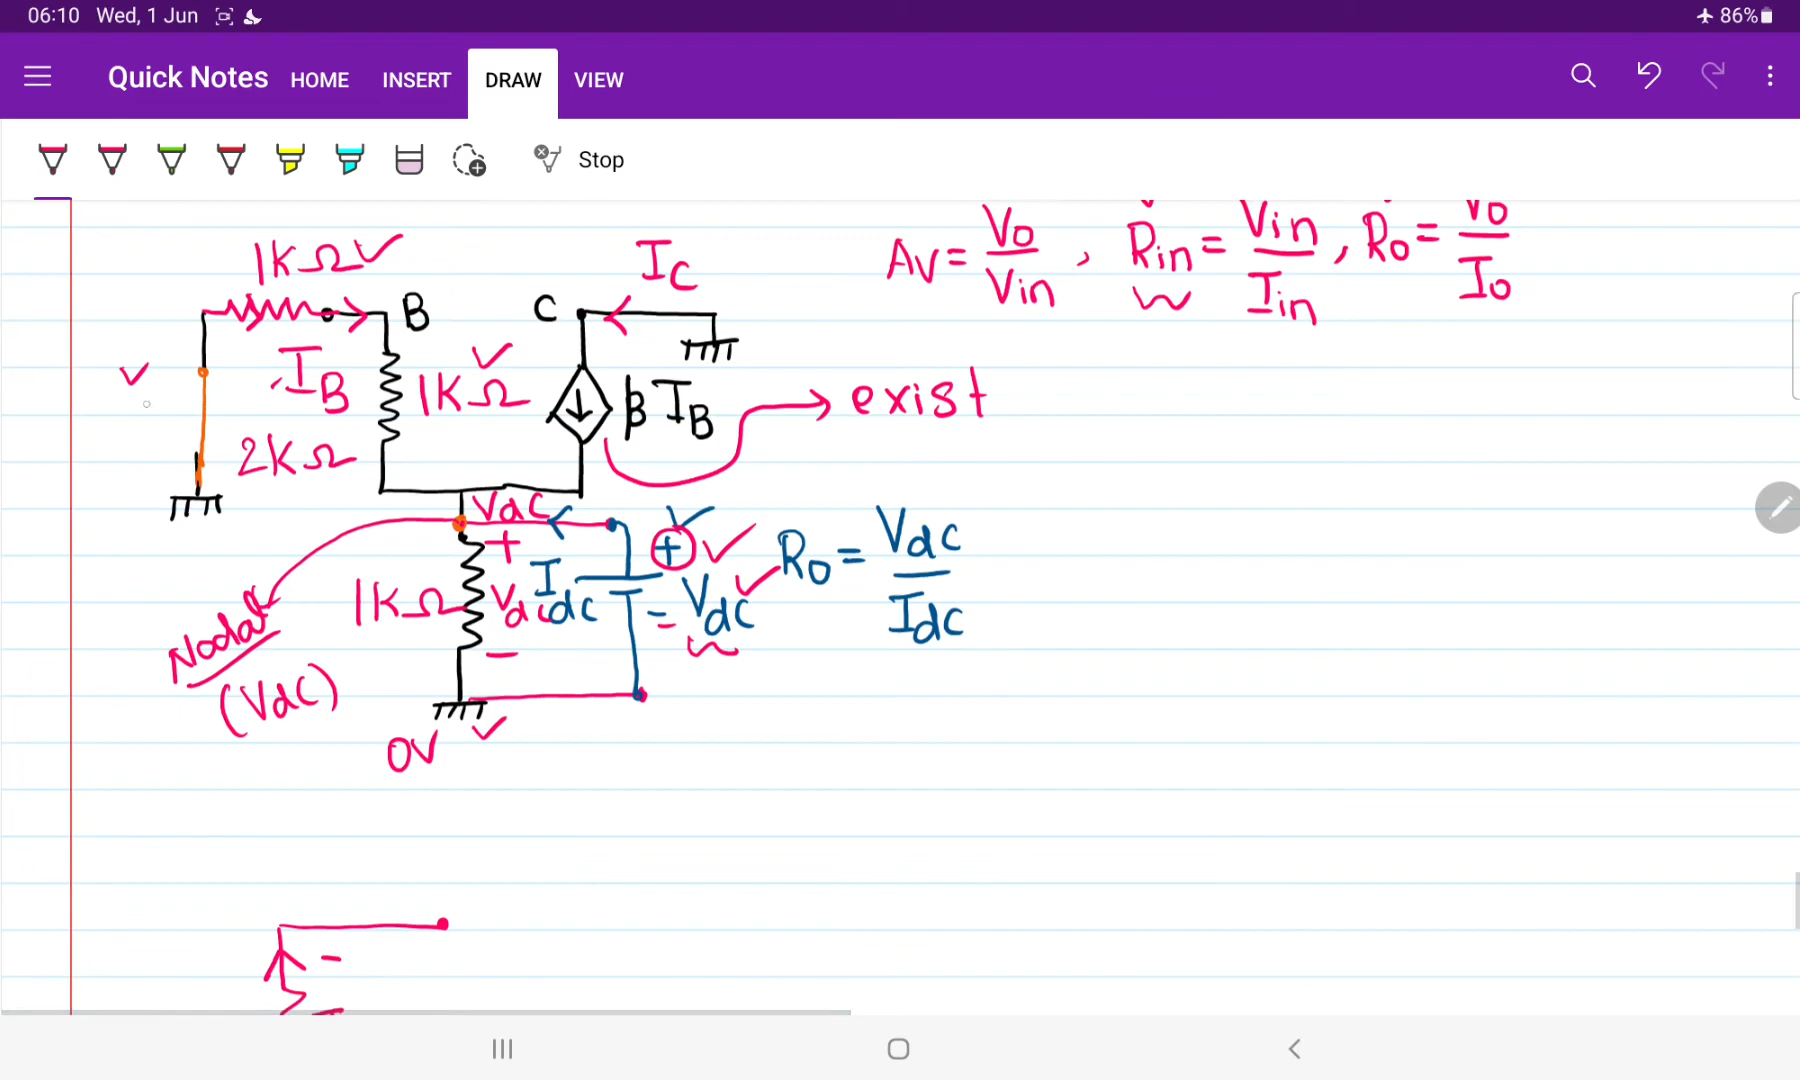 06:10 Wed, 1 Jun 86%
Quick Notes HOME INSERT DRAW VIEW
Stop
1KΩ
IC
AV = Vo/Vin , Rin = Vin/Iin , Ro = Vo/Io
B C
IB
1KΩ
βIB
exist
2KΩ
Vdc
+ +
Ro = Vdc/Idc
1KΩ Vdc Idc = Vdc
Nodal
−
(Vdc)
0V
−